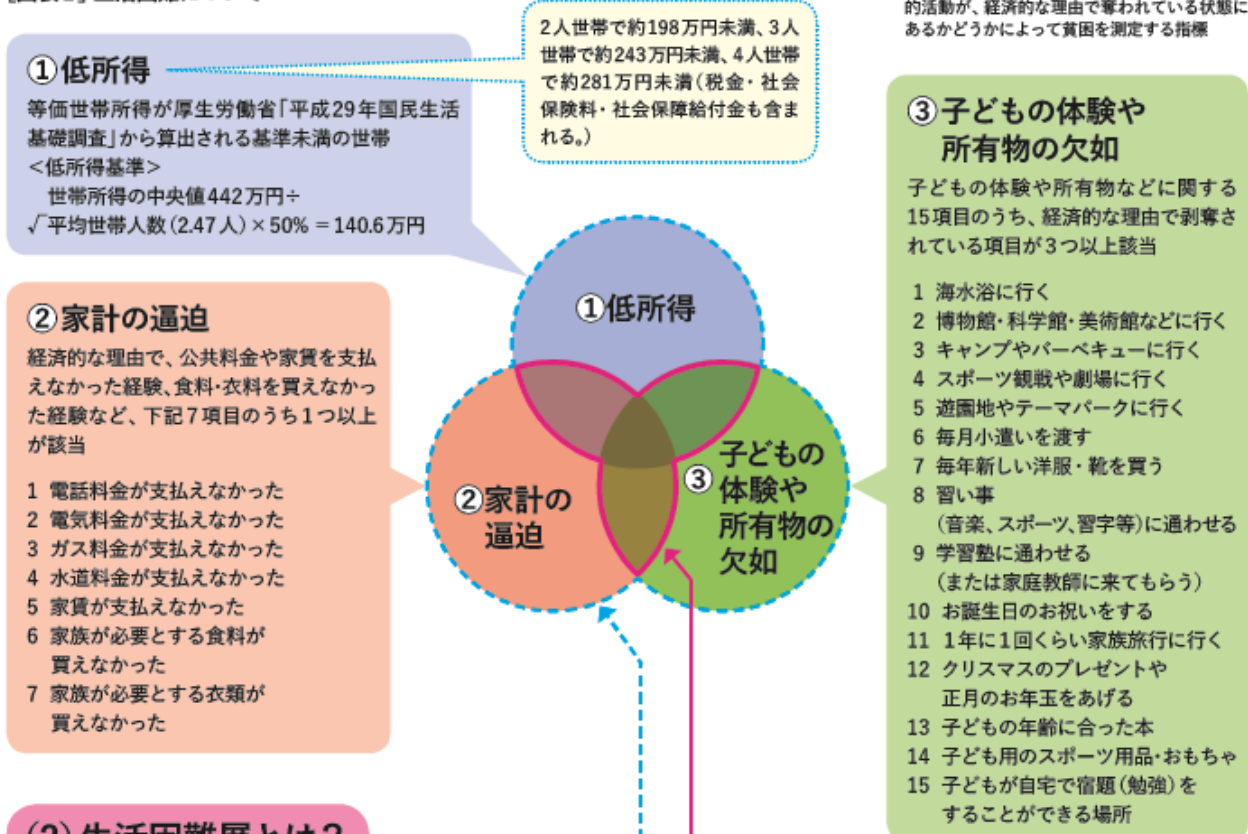 的活動が、経済的な理由で奪われている状態に
あるかどうかによって貧困を測定する指標
①低所得
等価世帯所得が厚生労働省「平成29年国民生活
基礎調査」から算出される基準未満の世帯
＜低所得基準＞
世帯所得の中央値442万円÷
√平均世帯人数(2.47人)×50%＝140.6万円
2人世帯で約198万円未満、3人
世帯で約243万円未満、4人世帯
で約281万円未満(税金・社会
保険料・社会保障給付金も含ま
れる。)
②家計の逼迫
経済的な理由で、公共料金や家賃を支払
えなかった経験、食料・衣料を買えなかっ
た経験など、下記7項目のうち1つ以上
が該当
1 電話料金が支払えなかった
2 電気料金が支払えなかった
3 ガス料金が支払えなかった
4 水道料金が支払えなかった
5 家賃が支払えなかった
6 家族が必要とする食料が
買えなかった
7 家族が必要とする衣類が
買えなかった
①低所得
②家計の
逼迫
③子どもの
体験や
所有物の
欠如
③子どもの体験や
所有物の欠如
子どもの体験や所有物などに関する
15項目のうち、経済的な理由で剥奪さ
れている項目が3つ以上該当
1 海水浴に行く
2 博物館・科学館・美術館などに行く
3 キャンプやバーベキューに行く
4 スポーツ観戦や劇場に行く
5 遊園地やテーマパークに行く
6 毎月小遣いを渡す
7 毎年新しい洋服・靴を買う
8 習い事
(音楽、スポーツ、習字等)に通わせる
9 学習塾に通わせる
(または家庭教師に来てもらう)
10 お誕生日のお祝いをする
11 1年に1回くらい家族旅行に行く
12 クリスマスのプレゼントや
正月のお年玉をあげる
13 子どもの年齢に合った本
14 子ども用のスポーツ用品・おもちゃ
15 子どもが自宅で宿題(勉強)を
することができる場所
(2)生活困難層とは?